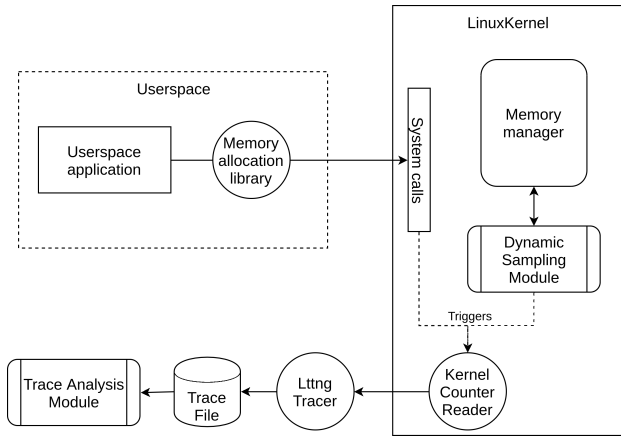 LinuxKernel
Userspace
Userspace
application
Memory
allocation
library
System calls
Memory
manager
Dynamic
Sampling
Module
Triggers
Trace Analysis
Module
Trace
File
Lttng
Tracer
Kernel
Counter
Reader